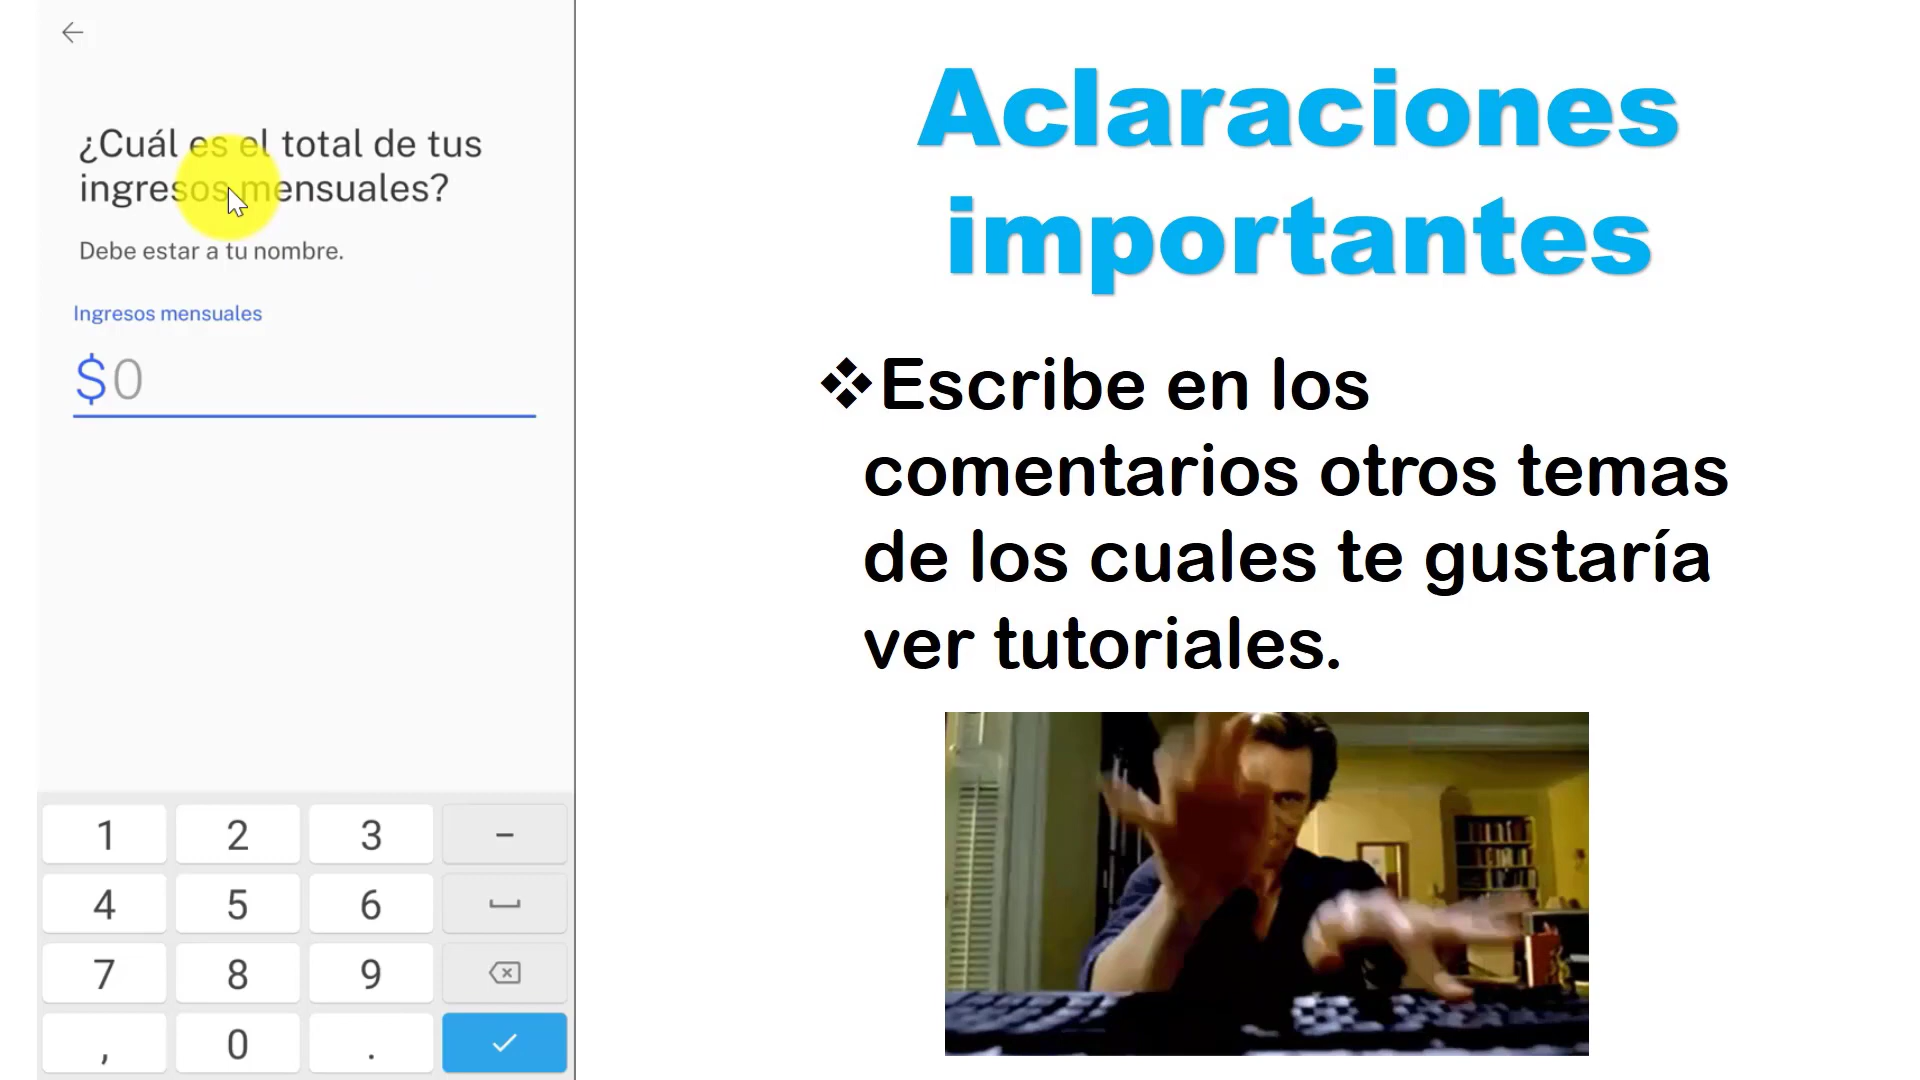 ¿Cuál es el total de tus
ingresos mensuales?
Debe estar a tu nombre.
Ingresos mensuales
$0
1 2 3 -
4 5 6
7 8 9
, 0 .
Aclaraciones
importantes
❖Escribe en los
comentarios otros temas
de los cuales te gustaría
ver tutoriales.